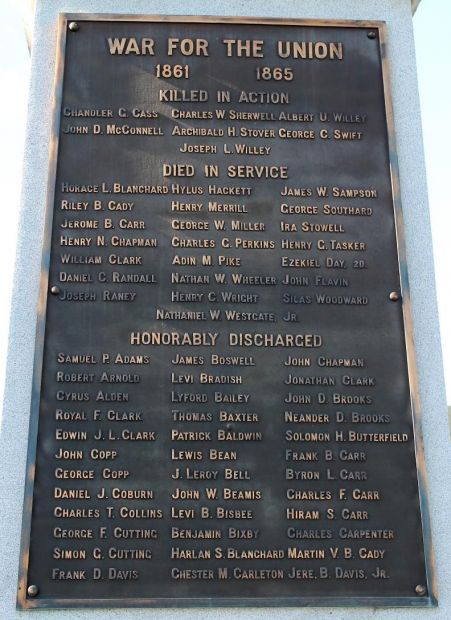 WAR FOR THE UNION
1861 1865
KILLED IN ACTION
CHANDLER G. CASS CHARLES W. SHERWELL ALBERT U. WILLEY
JOHN D. MCCONNELL ARCHIBALD H. STOVER GEORGE C. SWIFT
JOSEPH L. WILLEY
DIED IN SERVICE
HORACE L. BLANCHARD HYLUS HACKETT JAMES W. SAMPSON
RILEY B. CADY HENRY MERRILL GEORGE SOUTHARD
JEROME B. CARR GEORGE W. MILLER IRA STOWELL
HENRY N. CHAPMAN CHARLES G. PERKINS HENRY G. TASKER
WILLIAM CLARK ADIN M. PIKE EZEKIEL DAY, 2D.
DANIEL C. RANDALL NATHAN W. WHEELER JOHN FLAVIN
JOSEPH RANEY HENRY C. WRIGHT SILAS WOODWARD
NATHANIEL W. WESTGATE, JR.
HONORABLY DISCHARGED
SAMUEL P. ADAMS JAMES BOSWELL JOHN CHAPMAN
ROBERT ARNOLD LEVI BRADISH JONATHAN CLARK
CYRUS ALDEN LYFORD BAILEY JOHN D. BROOKS
ROYAL F. CLARK THOMAS BAXTER NEANDER D. BROOKS
EDWIN J. L. CLARK PATRICK BALDWIN SOLOMON H. BUTTERFIELD
JOHN COPP LEWIS BEAN FRANK B. CARR
GEORGE COPP J. LEROY BELL BYRON L. CARR
DANIEL J. COBURN JOHN W. BEAMIS CHARLES F. CARR
CHARLES T. COLLINS LEVI B. BISBEE HIRAM S. CARR
GEORGE F. CUTTING BENJAMIN BIXBY CHARLES CARPENTER
SIMON G. CUTTING HARLAN S. BLANCHARD MARTIN V. B. CADY
FRANK D. DAVIS CHESTER M. CARLETON JERE. B. DAVIS, JR.